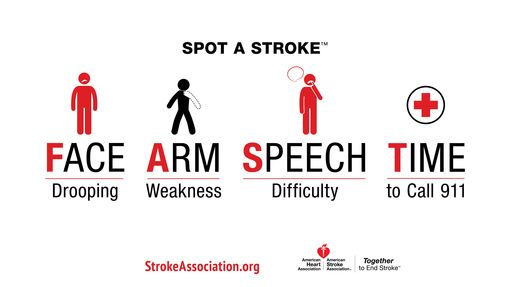 SPOT A STROKE™
FACE ARM SPEECH TIME
Drooping Weakness Difficulty to Call 911
StrokeAssociation.org
American Heart Association
American Stroke Association®
Together
to End Stroke™